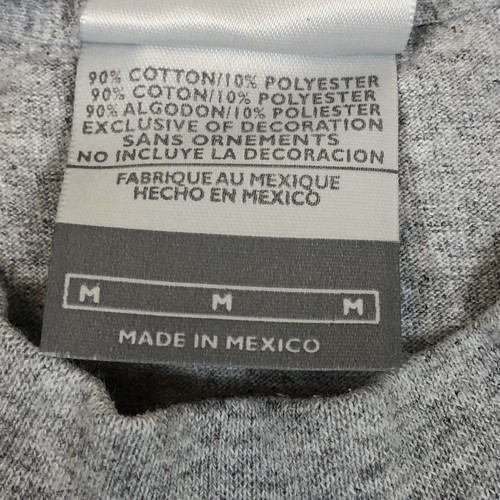 90% COTTON/10% POLYESTER
90% COTON/10% POLYESTER
90% ALGODON/10% POLIESTER
EXCLUSIVE OF DECORATION
SANS ORNEMENTS
NO INCLUYE LA DECORACION
FABRIQUE AU MEXIQUE
HECHO EN MEXICO
M M M
MADE IN MEXICO